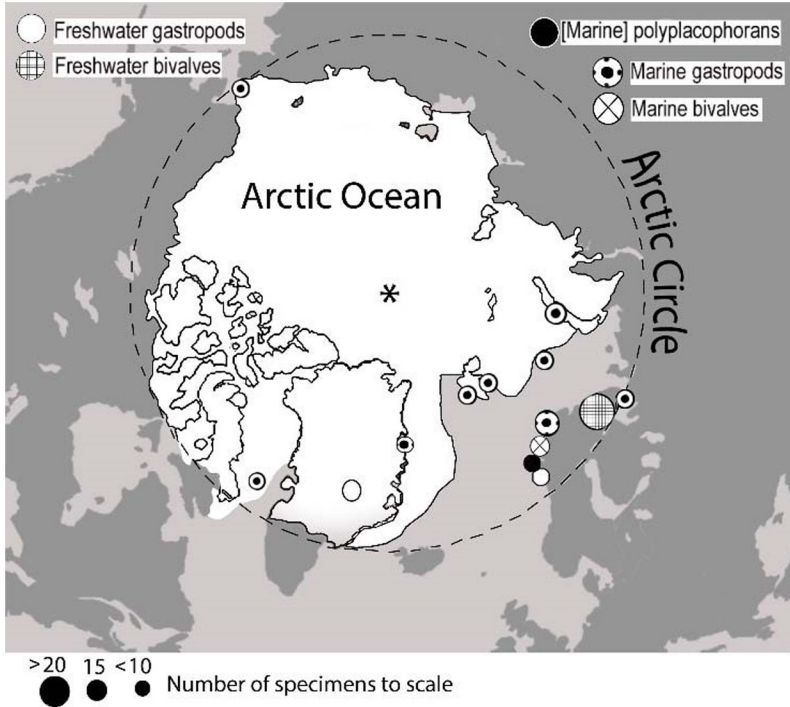 Freshwater gastropods
Freshwater bivalves
[Marine] polyplacophorans
Marine gastropods
Marine bivalves
Arctic Circle
Arctic Ocean
*
>20 15 <10
Number of specimens to scale